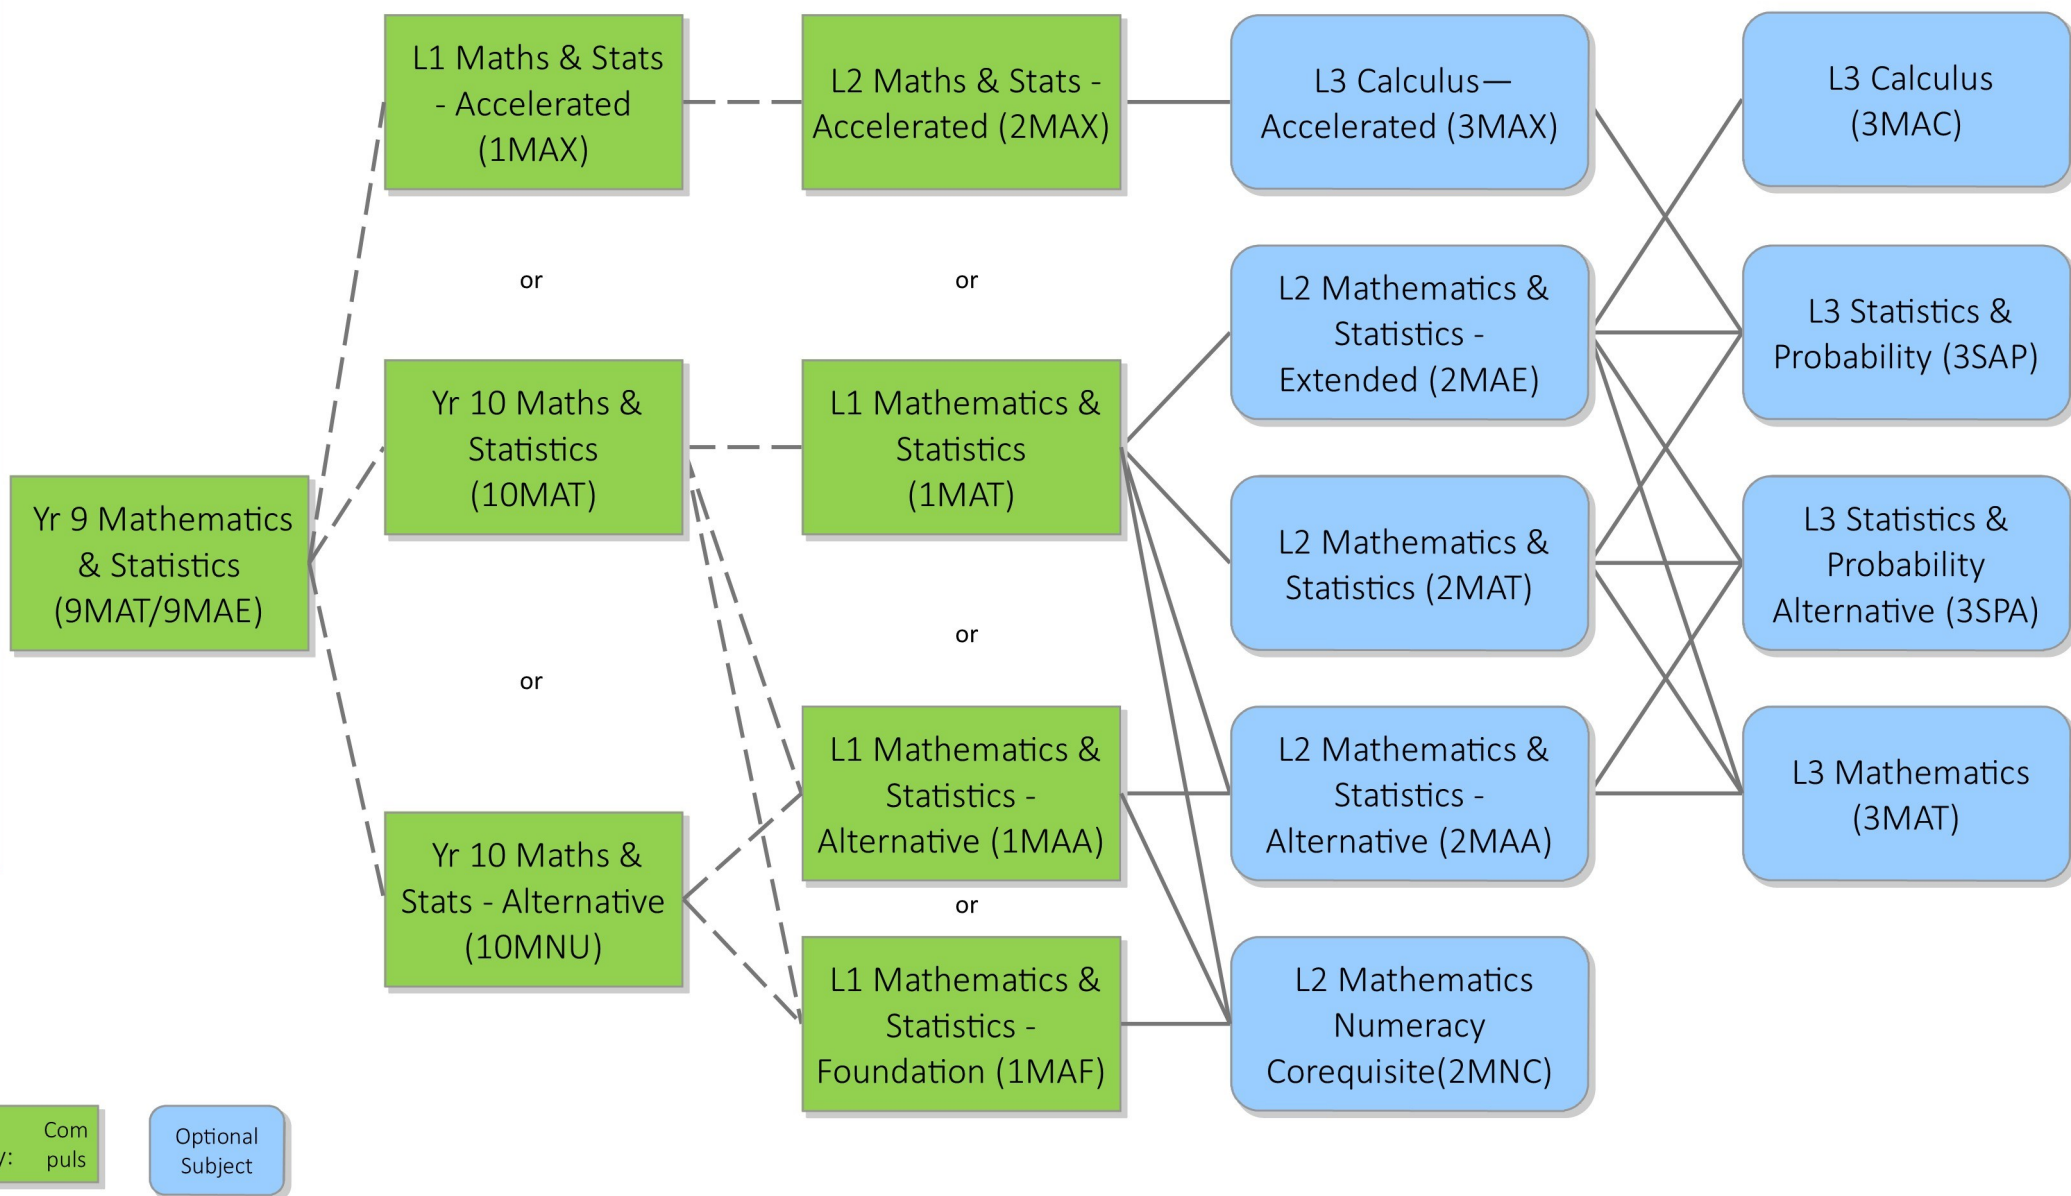 L1 Maths & Stats
- Accelerated
(1MAX)
L2 Maths & Stats -
Accelerated (2MAX)
L3 Calculus—
Accelerated (3MAX)
L3 Calculus
(3MAC)
or
or
L2 Mathematics &
Statistics -
Extended (2MAE)
L3 Statistics &
Probability (3SAP)
Yr 10 Maths &
Statistics
(10MAT)
L1 Mathematics &
Statistics
(1MAT)
Yr 9 Mathematics
& Statistics
(9MAT/9MAE)
L2 Mathematics &
Statistics (2MAT)
L3 Statistics &
Probability
Alternative (3SPA)
or
or
Yr 10 Maths &
Stats - Alternative
(10MNU)
L1 Mathematics &
Statistics -
Alternative (1MAA)
L2 Mathematics &
Statistics -
Alternative (2MAA)
L3 Mathematics
(3MAT)
or
L1 Mathematics &
Statistics -
Foundation (1MAF)
L2 Mathematics
Numeracy
Corequisite(2MNC)
Com
y: puls
Optional
Subject